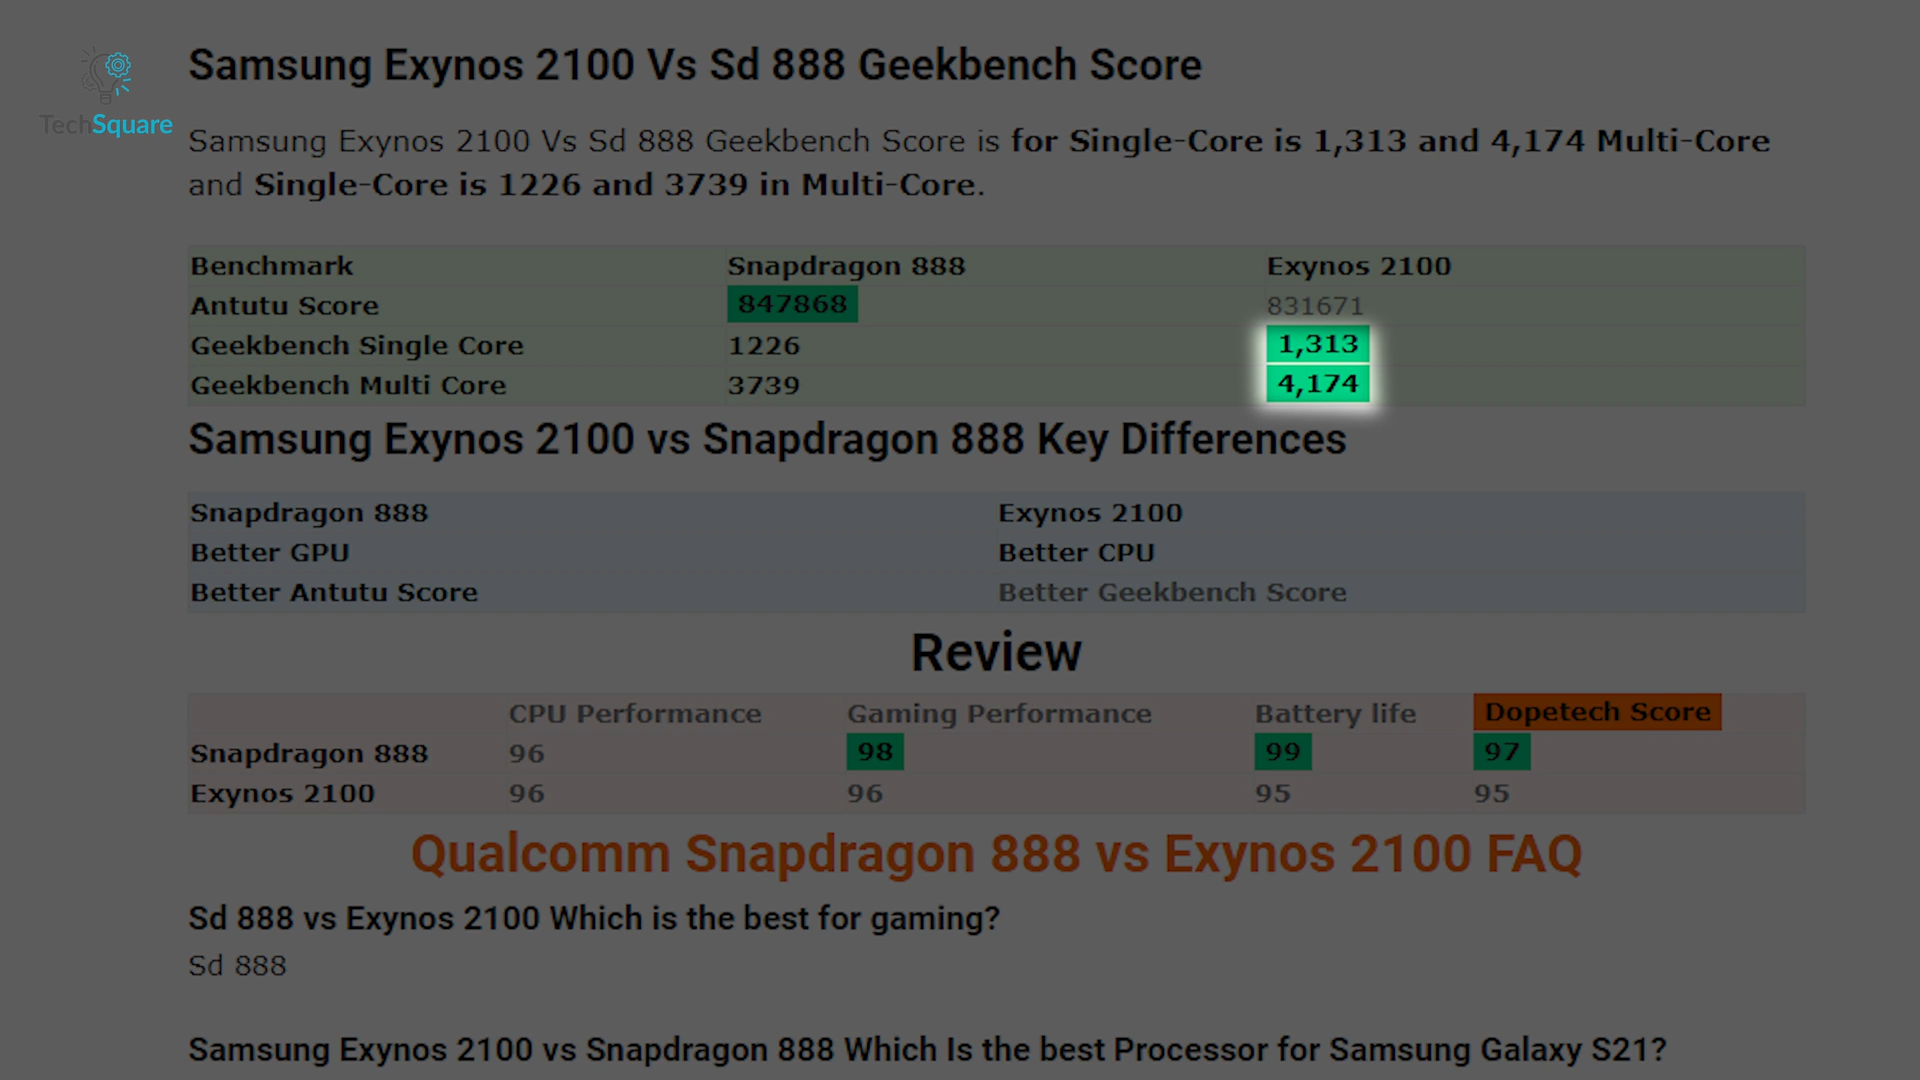 TechSquare
Samsung Exynos 2100 Vs Sd 888 Geekbench Score
Samsung Exynos 2100 Vs Sd 888 Geekbench Score is for Single-Core is 1,313 and 4,174 Multi-Core
and Single-Core is 1226 and 3739 in Multi-Core.
Benchmark Snapdragon 888 Exynos 2100
Antutu Score 847868 831671
Geekbench Single Core 1226 1,313
Geekbench Multi Core 3739 4,174
Samsung Exynos 2100 vs Snapdragon 888 Key Differences
Snapdragon 888 Exynos 2100
Better GPU Better CPU
Better Antutu Score Better Geekbench Score
Review
CPU Performance Gaming Performance Battery life Dopetech Score
Snapdragon 888 96 98 99 97
Exynos 2100 96 96 95 95
Qualcomm Snapdragon 888 vs Exynos 2100 FAQ
Sd 888 vs Exynos 2100 Which is the best for gaming?
Sd 888
Samsung Exynos 2100 vs Snapdragon 888 Which Is the best Processor for Samsung Galaxy S21?